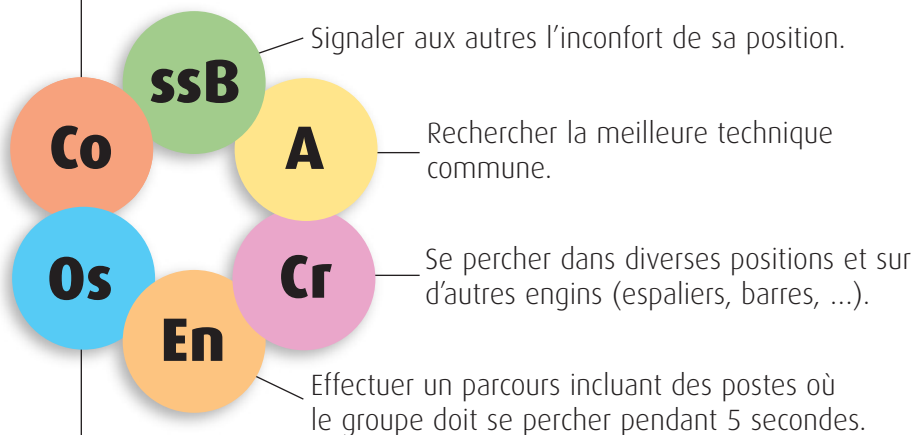 ssB
Signaler aux autres l’inconfort de sa position.
Co
A
Rechercher la meilleure technique
commune.
Os
Cr
Se percher dans diverses positions et sur
d’autres engins (espaliers, barres, ...).
En
Effectuer un parcours incluant des postes où
le groupe doit se percher pendant 5 secondes.